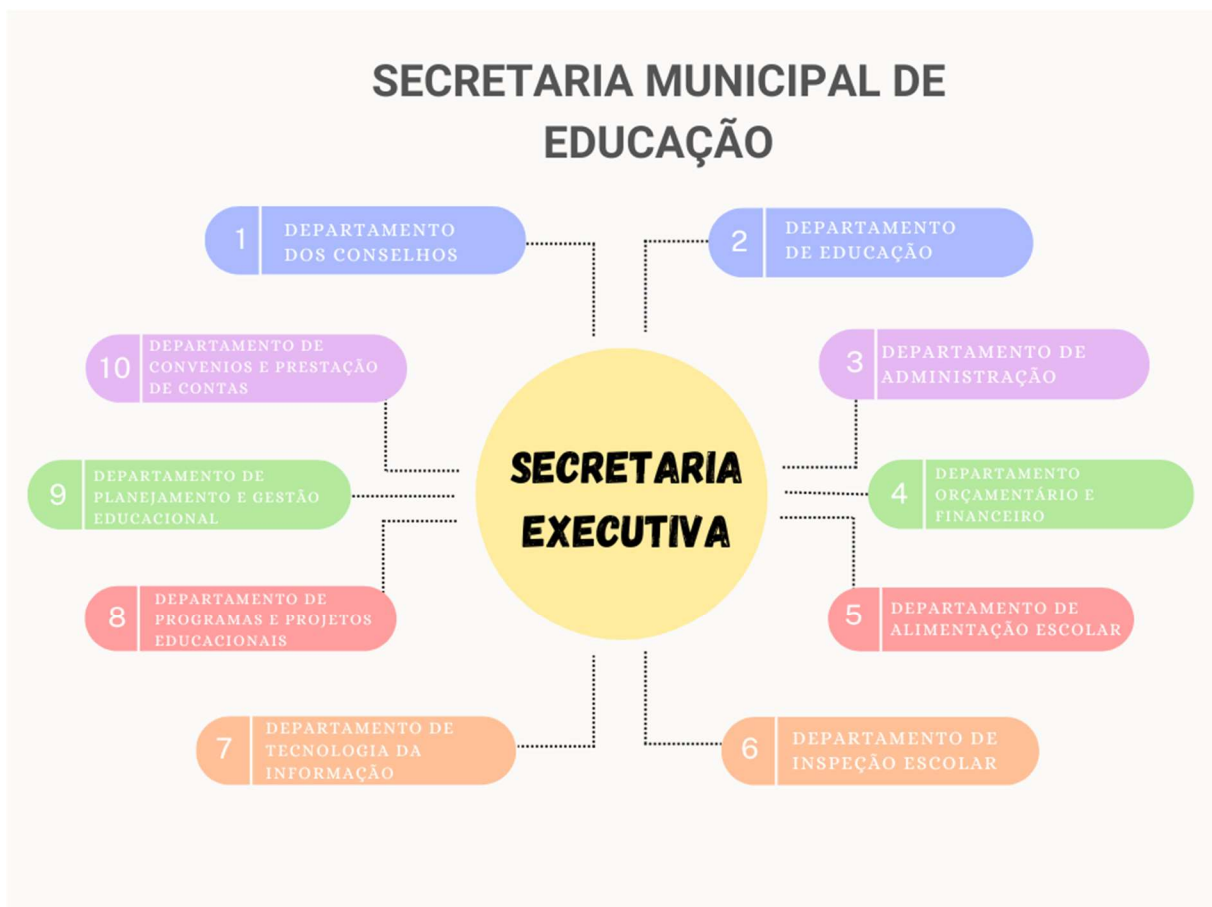 SECRETARIA MUNICIPAL DE
EDUCAÇÃO
1
DEPARTAMENTO
DOS CONSELHOS
2
DEPARTAMENTO
DE EDUCAÇÃO
10
DEPARTAMENTO DE
CONVENIOS E PRESTAÇÃO
DE CONTAS
3
DEPARTAMENTO DE
ADMINISTRAÇÃO
SECRETARIA
EXECUTIVA
9
DEPARTAMENTO DE
PLANEJAMENTO E GESTÃO
EDUCACIONAL
4
DEPARTAMENTO
ORÇAMENTÁRIO E
FINANCEIRO
8
DEPARTAMENTO DE
PROGRAMAS E PROJETOS
EDUCACIONAIS
5
DEPARTAMENTO DE
ALIMENTAÇÃO ESCOLAR
7
DEPARTAMENTO DE
TECNOLOGIA DA
INFORMAÇÃO
6
DEPARTAMENTO DE
INSPEÇÃO ESCOLAR